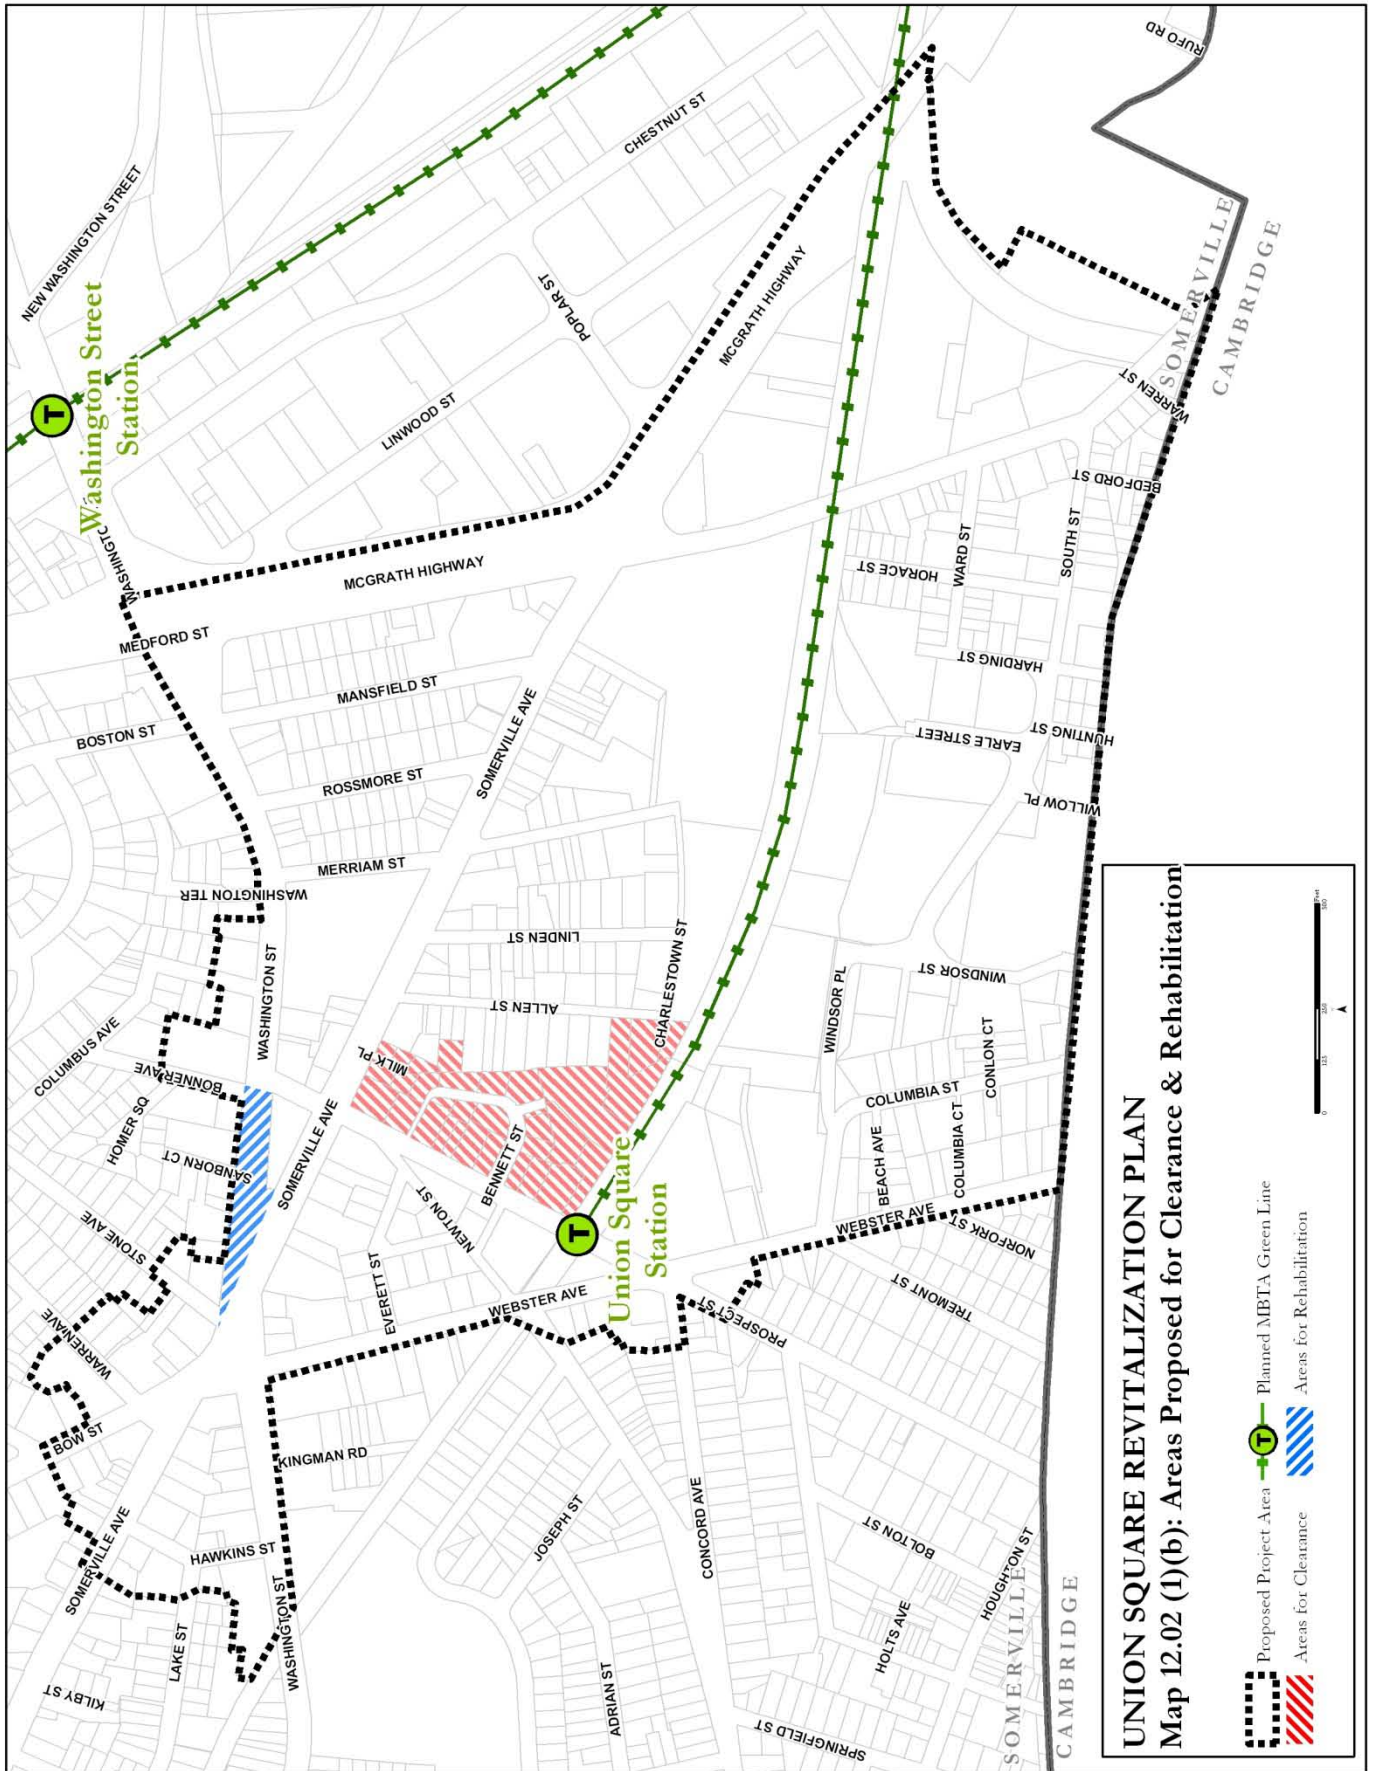 RUFO RD
NEW WASHINGTON STREET
CHESTNUT ST
Washington Street
Station
T
POPLAR ST
MCGRATH HIGHWAY
LINWOOD ST
SOMERVILLE
CAMBRIDGE
WARREN ST
BEDFORD ST
SOUTH ST
WARD ST
HORACE ST
HARDING ST
HUNTING ST
EARLE STREET
WILLOW PL
MCGRATH HIGHWAY
MEDFORD ST
MANSFIELD ST
BOSTON ST
ROSSMORE ST
SOMERVILLE AVE
MERRIAM ST
WASHINGTON TER
WASHINGTON ST
LINDEN ST
ALLEN ST
CHARLESTOWN ST
WINDSOR PL
WINDSOR ST
CONLON CT
COLUMBIA ST
COLUMBIA CT
BEACH AVE
COLUMBUS AVE
BONNER AVE
HOMER SQ
SANBORN CT
STONE AVE
WARREN AVE
BOW ST
MILK PL
SOMERVILLE AVE
BENNETT ST
NEWTON ST
EVERETT ST
WEBSTER AVE
T
Union Square
Station
WEBSTER AVE
NORFORK ST
TREMONT ST
PROSPECT ST
KINGMAN RD
JOSEPH ST
CONCORD AVE
BOLTON ST
HOUGHTON ST
HOLTS AVE
SPRINGFIELD ST
ADRIAN ST
SOMERVILLE AVE
HAWKINS ST
WASHINGTON ST
LAKE ST
KILBY ST
SOMERVILLE
CAMBRIDGE
UNION SQUARE REVITALIZATION PLAN
Map 12.02 (1)(b): Areas Proposed for Clearance & Rehabilitation
Proposed Project Area
T
Planned MBTA Green Line
Areas for Clearance
Areas for Rehabilitation
0 125 250 500
Feet